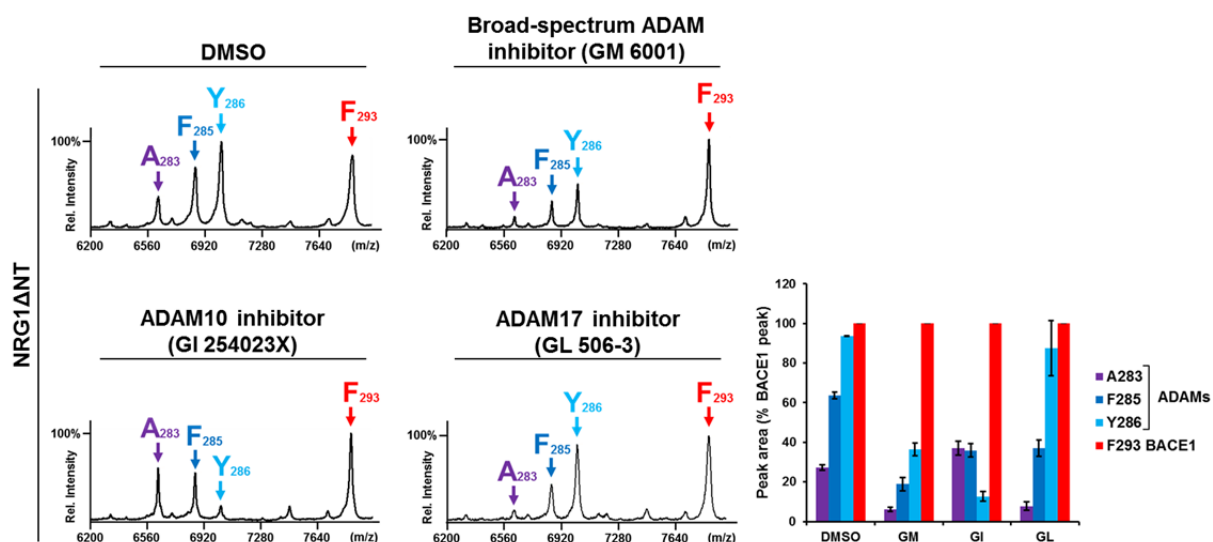 NRG1ΔNT
DMSO
Rel. Intensity
100%
A283
F285
Y286
F293
6200 6560 6920 7280 7640 (m/z)
Broad-spectrum ADAM
inhibitor (GM 6001)
Rel. Intensity
100%
A283
F285
Y286
F293
6200 6560 6920 7280 7640 (m/z)
ADAM10 inhibitor
(GI 254023X)
Rel. Intensity
100%
A283
F285
Y286
F293
6200 6560 6920 7280 7640 (m/z)
ADAM17 inhibitor
(GL 506-3)
Rel. Intensity
100%
A283
F285
Y286
F293
6200 6560 6920 7280 7640 (m/z)
Peak area (% BACE1 peak)
120
100
80
60
40
20
0
DMSO GM GI GL
A283
F285
Y286
ADAMs
F293 BACE1